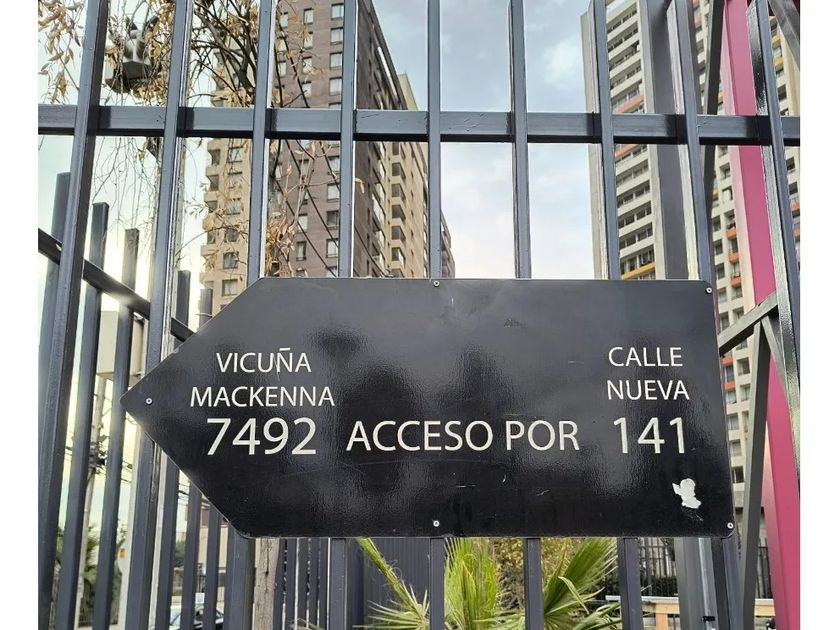 VICUÑA
MACKENNA
7492
ACCESO POR
CALLE
NUEVA
141